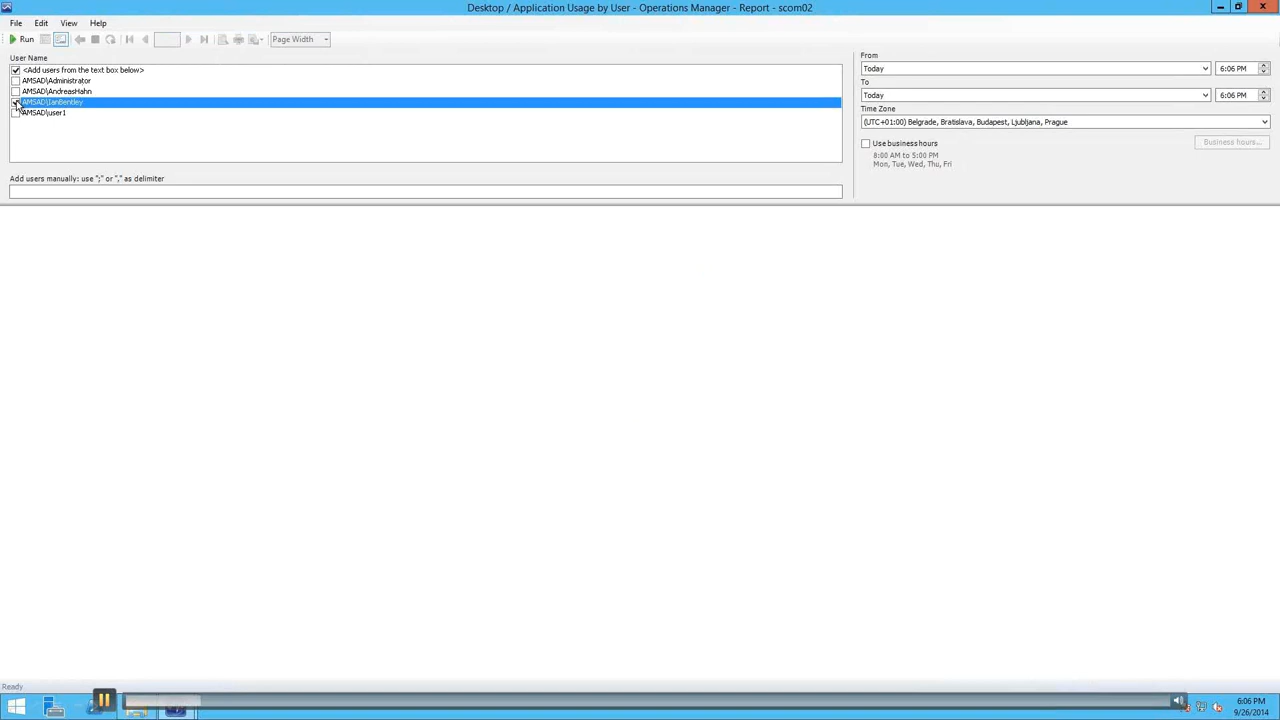 Desktop / Application Usage by User - Operations Manager - Report - scom02
File Edit View Help
Run Page Width
User Name
<Add users from the text box below>
AMSAD\Administrator
AMSAD\AndreasHahn
AMSAD\IanBentley
AMSAD\user1
Add users manually: use ";" or "," as delimiter
From
Today 6:06 PM
To
Today 6:06 PM
Time Zone
(UTC+01:00) Belgrade, Bratislava, Budapest, Ljubljana, Prague
Use business hours Business hours...
8:00 AM to 5:00 PM
Mon, Tue, Wed, Thu, Fri
Ready
6:06 PM
9/26/2014